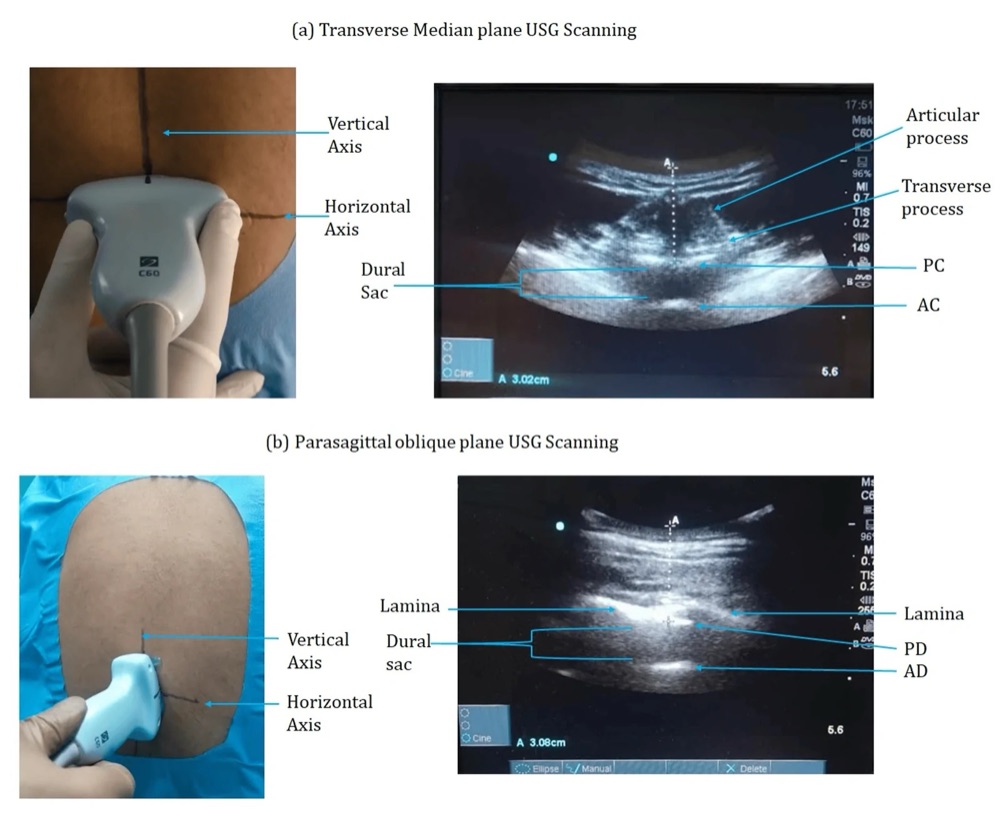 (a) Transverse Median plane USG Scanning
Vertical
Axis
Horizontal
Axis
C60
Dural
Sac
17:51
Msk
C60
96%
MI
0.7
TIS
0.2
149
A
B
A
Cine
A 3.02cm
5.6
Articular
process
Transverse
process
PC
AC
(b) Parasagittal oblique plane USG Scanning
Vertical
Axis
Horizontal
Axis
C60
Lamina
Dural
sac
A
Ms
C6
96
M
0.7
TIS
0.2
256
A
B
Cine
A 3.08cm
5.6
Ellipse
Manual
Delete
Lamina
PD
AD